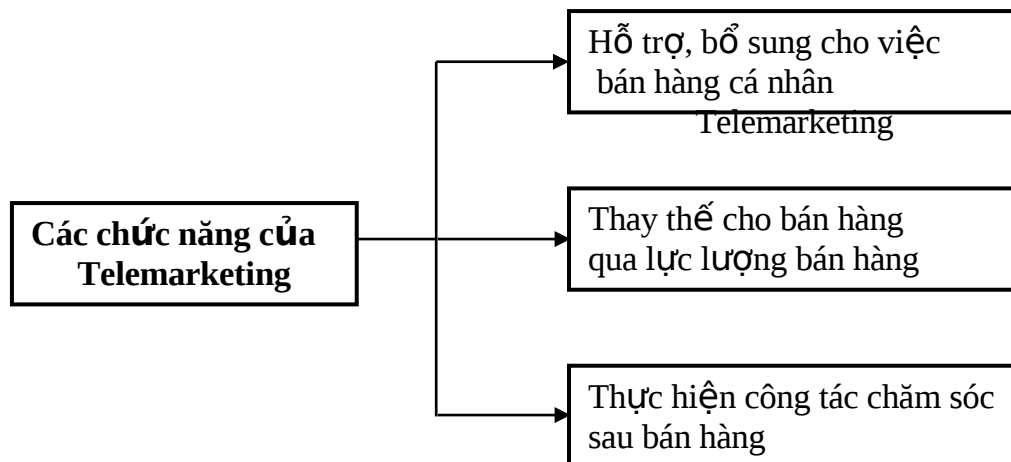 Hỗ trợ, bổ sung cho việc
bán hàng cá nhân
Telemarketing
Các chức năng của
Telemarketing
Thay thế cho bán hàng
qua lực lượng bán hàng
Thực hiện công tác chăm sóc
sau bán hàng